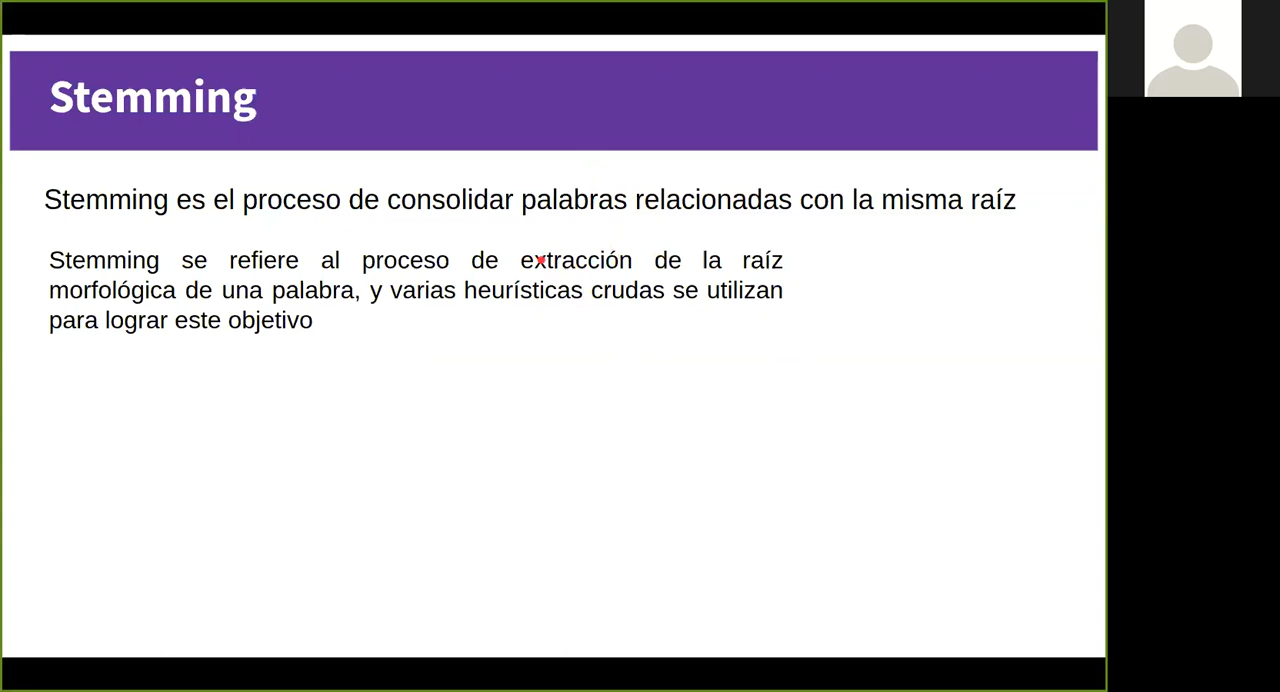 Stemming
Stemming es el proceso de consolidar palabras relacionadas con la misma raíz
Stemming se refiere al proceso de extracción de la raíz
morfológica de una palabra, y varias heurísticas crudas se utilizan
para lograr este objetivo